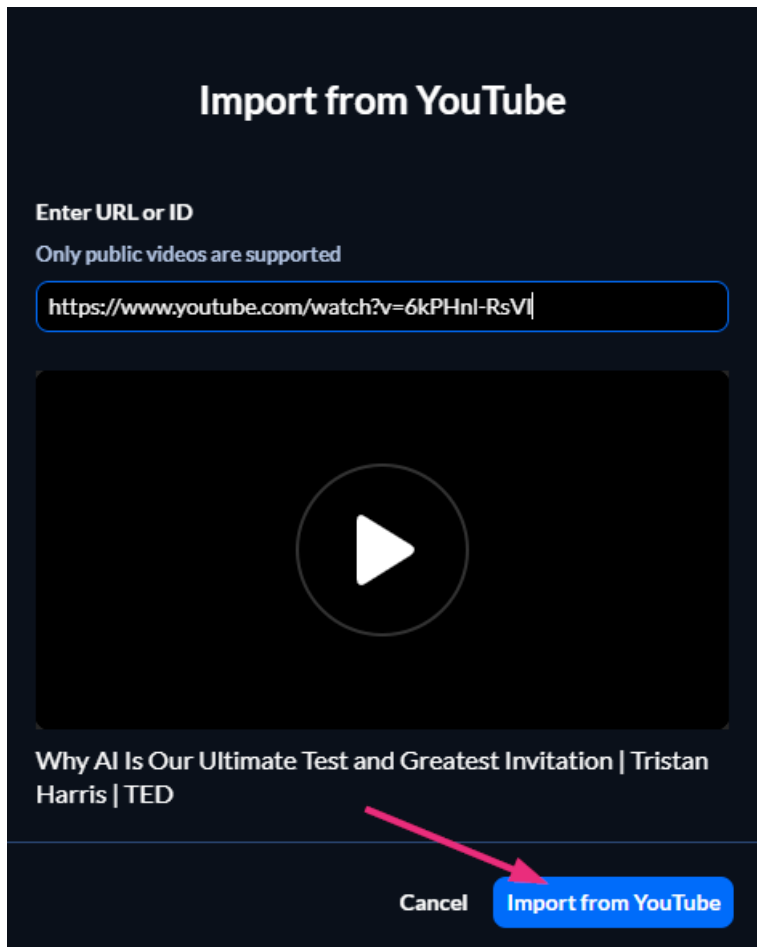 Import from YouTube
Enter URL or ID
Only public videos are supported
https://www.youtube.com/watch?v=6kPHnl-RsVI
Why AI Is Our Ultimate Test and Greatest Invitation | Tristan
Harris | TED
Cancel
Import from YouTube